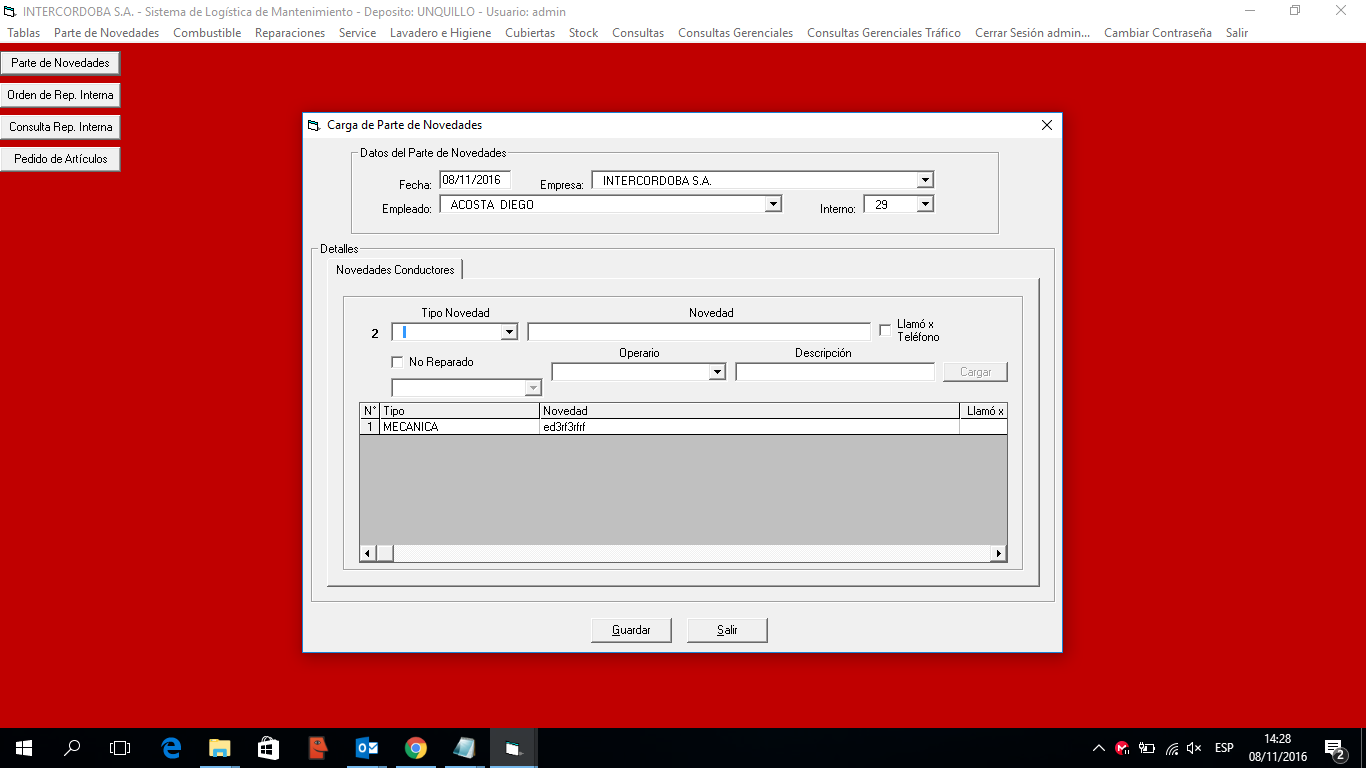 INTERCORDOBA S.A. - Sistema de Logística de Mantenimiento - Deposito: UNQUILLO - Usuario: admin
Tablas Parte de Novedades Combustible Reparaciones Service Lavadero e Higiene Cubiertas Stock Consultas Consultas Gerenciales Consultas Gerenciales Tráfico Cerrar Sesión admin... Cambiar Contraseña Salir
Parte de Novedades
Orden de Rep. Interna
Consulta Rep. Interna
Pedido de Artículos
Carga de Parte de Novedades
Datos del Parte de Novedades
Fecha: 08/11/2016 Empresa: INTERCORDOBA S.A.
Empleado: ACOSTA DIEGO Interno: 29
Detalles
Novedades Conductores
Tipo Novedad Novedad
2 Llamó x
Teléfono
No Reparado Operario Descripción
Cargar
N° Tipo Novedad Llamó x
1 MECANICA ed3rf3rfrf
Guardar Salir
ESP 14:28
08/11/2016 2